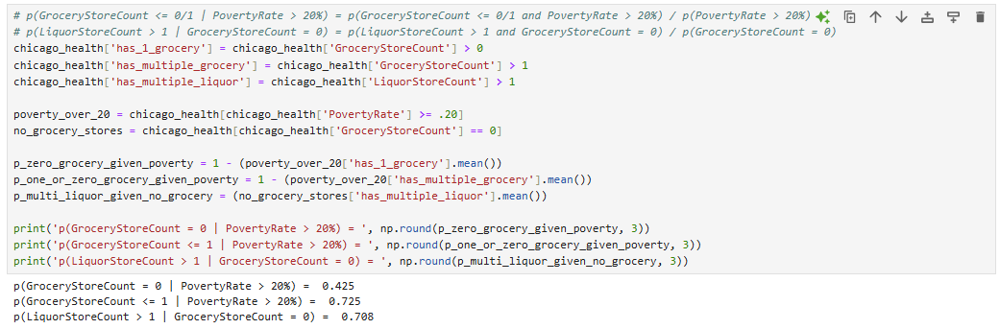 # p(GroceryStoreCount <= 0/1 | PovertyRate > 20%) = p(GroceryStoreCount <= 0/1 and PovertyRate > 20%) / p(PovertyRate > 20%)
# p(LiquorStoreCount > 1 | GroceryStoreCount = 0) = p(LiquorStoreCount > 1 and GroceryStoreCount = 0) / p(GroceryStoreCount = 0)
chicago_health['has_1_grocery'] = chicago_health['GroceryStoreCount'] > 0
chicago_health['has_multiple_grocery'] = chicago_health['GroceryStoreCount'] > 1
chicago_health['has_multiple_liquor'] = chicago_health['LiquorStoreCount'] > 1
poverty_over_20 = chicago_health[chicago_health['PovertyRate'] >= .20]
no_grocery_stores = chicago_health[chicago_health['GroceryStoreCount'] == 0]
p_zero_grocery_given_poverty = 1 - (poverty_over_20['has_1_grocery'].mean())
p_one_or_zero_grocery_given_poverty = 1 - (poverty_over_20['has_multiple_grocery'].mean())
p_multi_liquor_given_no_grocery = (no_grocery_stores['has_multiple_liquor'].mean())
print('p(GroceryStoreCount = 0 | PovertyRate > 20%) = ', np.round(p_zero_grocery_given_poverty, 3))
print('p(GroceryStoreCount <= 1 | PovertyRate > 20%) = ', np.round(p_one_or_zero_grocery_given_poverty, 3))
print('p(LiquorStoreCount > 1 | GroceryStoreCount = 0) = ', np.round(p_multi_liquor_given_no_grocery, 3))
p(GroceryStoreCount = 0 | PovertyRate > 20%) =  0.425
p(GroceryStoreCount <= 1 | PovertyRate > 20%) =  0.725
p(LiquorStoreCount > 1 | GroceryStoreCount = 0) =  0.708